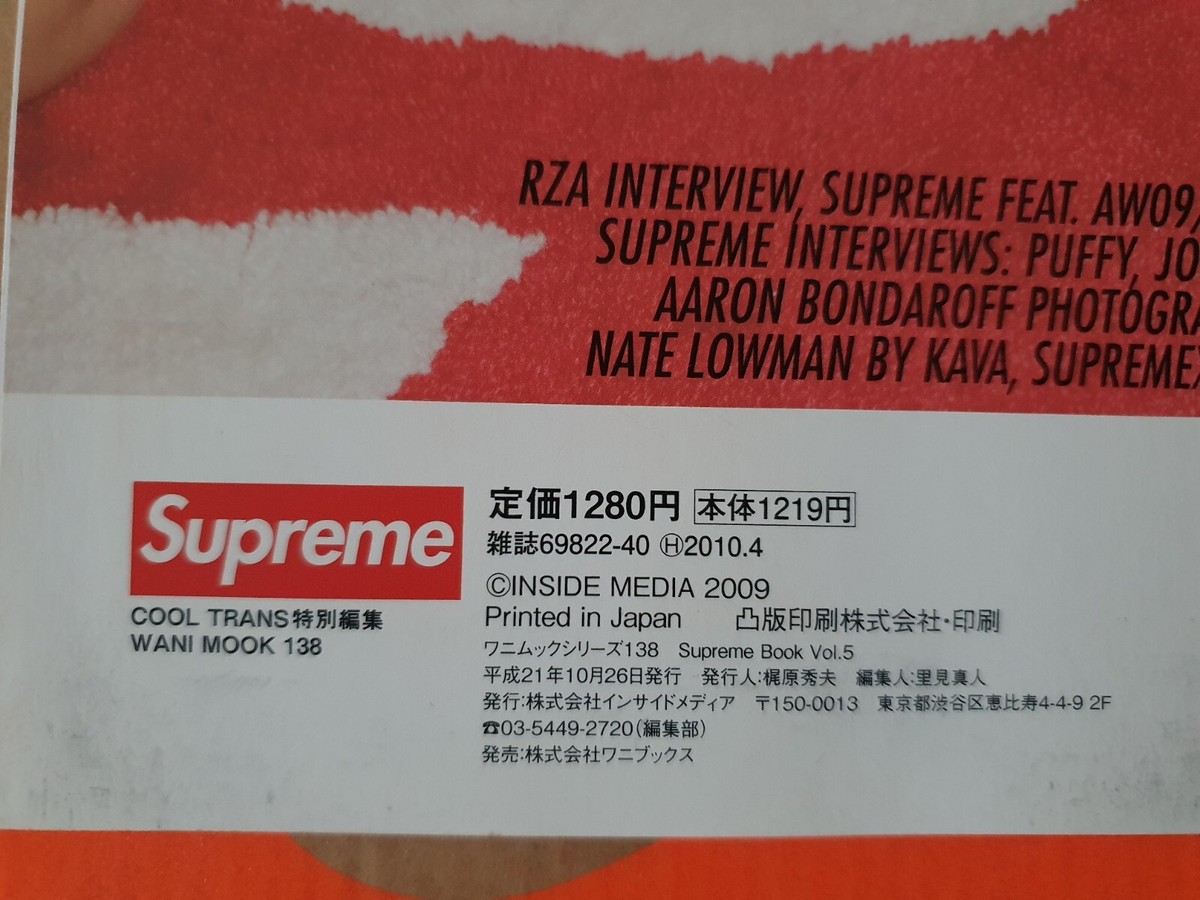 RZA INTERVIEW, SUPREME FEAT. AW09,
SUPREME INTERVIEWS: PUFFY, JO
AARON BONDAROFF PHOTOGRA
NATE LOWMAN BY KAVA, SUPREMEX
Supreme
COOL TRANS特別編集
WANI MOOK 138
定価1280円 本体1219円
雑誌69822-40 Ⓗ2010.4
©INSIDE MEDIA 2009
Printed in Japan 凸版印刷株式会社・印刷
ワニムックシリーズ138 Supreme Book Vol.5
平成21年10月26日発行 発行人:梶原秀夫 編集人:里見真人
発行:株式会社インサイドメディア 〒150-0013 東京都渋谷区恵比寿4-4-9 2F
☎03-5449-2720(編集部)
発売:株式会社ワニブックス